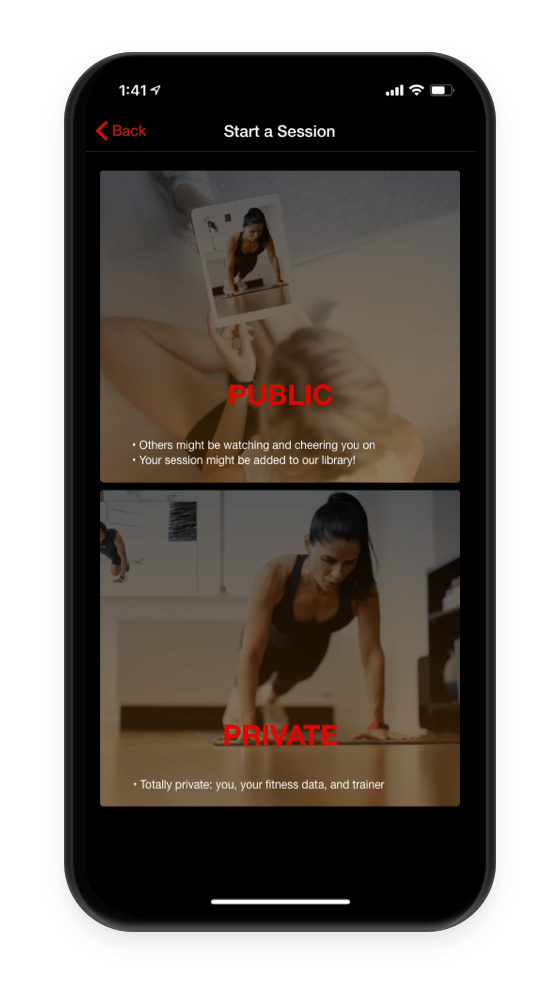 1:41
Back
Start a Session
PUBLIC
• Others might be watching and cheering you on
• Your session might be added to our library!
PRIVATE
• Totally private: you, your fitness data, and trainer